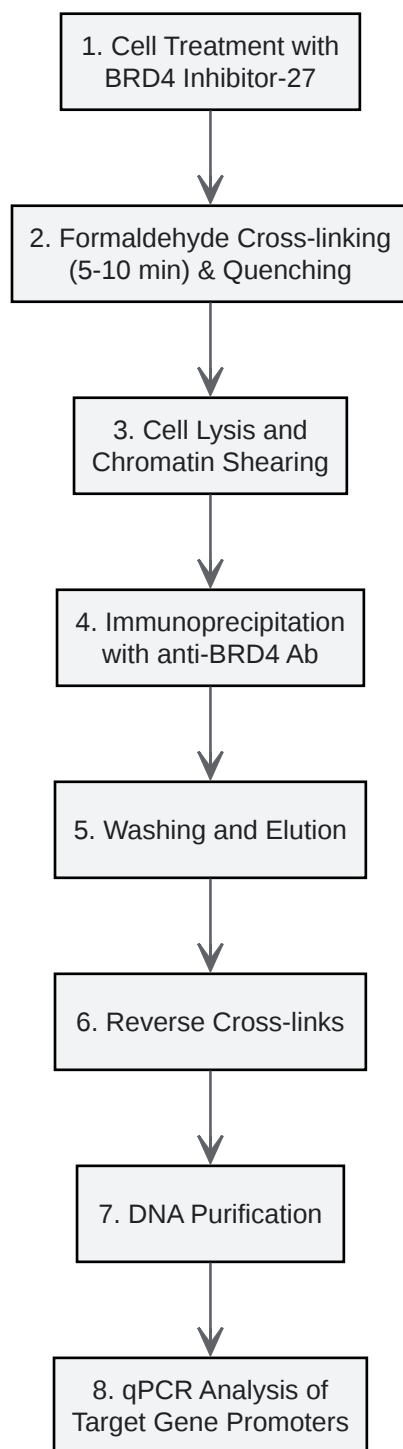 1. Cell Treatment with
BRD4 Inhibitor-27
2. Formaldehyde Cross-linking
(5-10 min) & Quenching
3. Cell Lysis and
Chromatin Shearing
4. Immunoprecipitation
with anti-BRD4 Ab
5. Washing and Elution
6. Reverse Cross-links
7. DNA Purification
8. qPCR Analysis of
Target Gene Promoters